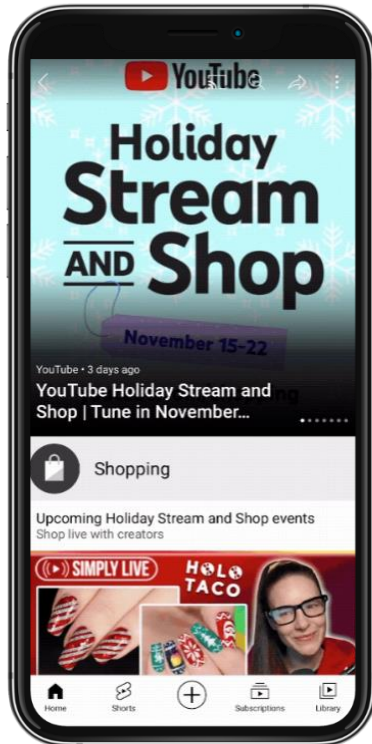 YouTube
Holiday
Stream
AND Shop
November 15-22
YouTube • 3 days ago
YouTube Holiday Stream and
Shop | Tune in November...
Shopping
Upcoming Holiday Stream and Shop events
Shop live with creators
SIMPLY LIVE
HOLO
TACO
Home
Shorts
Subscriptions
Library